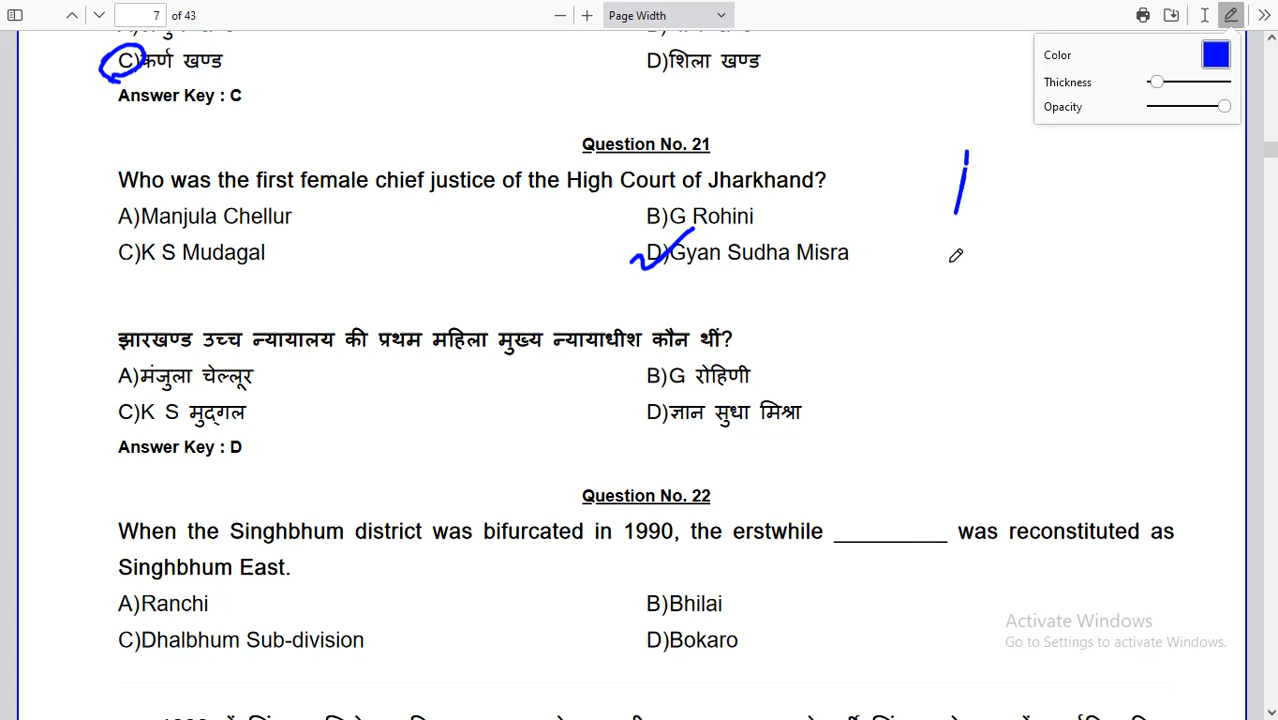 7 of 43
Page Width
C)कर्ण खण्ड D)शिला खण्ड
Answer Key : C
Color
Thickness
Opacity
Question No. 21
Who was the first female chief justice of the High Court of Jharkhand?
A)Manjula Chellur B)G Rohini
C)K S Mudagal D)Gyan Sudha Misra
झारखण्ड उच्च न्यायालय की प्रथम महिला मुख्य न्यायाधीश कौन थीं?
A)मंजुला चेल्लूर B)G रोहिणी
C)K S मुद्गल D)ज्ञान सुधा मिश्रा
Answer Key : D
Question No. 22
When the Singhbhum district was bifurcated in 1990, the erstwhile _________ was reconstituted as
Singhbhum East.
A)Ranchi B)Bhilai
C)Dhalbhum Sub-division D)Bokaro
Activate Windows
Go to Settings to activate Windows.